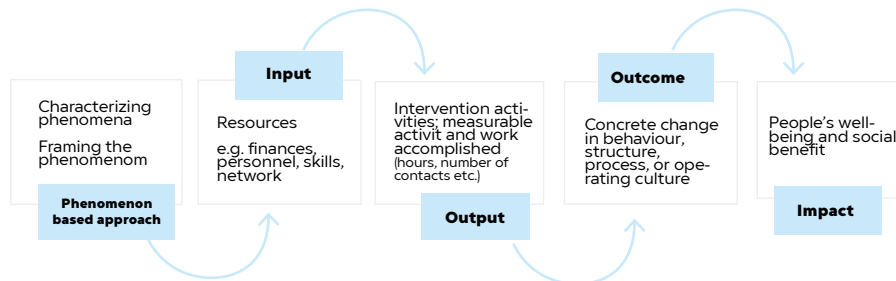 Characterizing
phenomena
Framing the
phenomenom
Phenomenon
based approach
Input
Resources
e.g. finances,
personnel, skills,
network
Intervention acti-
vities; measurable
activit and work
accomplished
(hours, number of
contacts etc.)
Output
Outcome
Concrete change
in behaviour,
structure,
process, or ope-
rating culture
People's well-
being and social
benefit
Impact